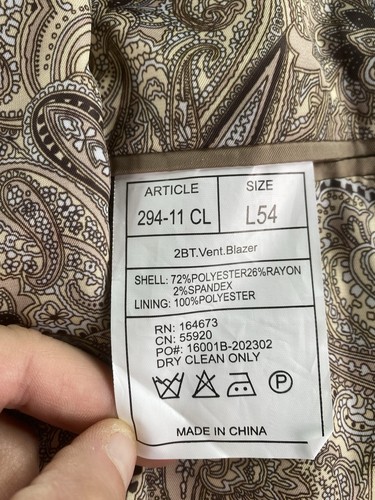 ARTICLE SIZE
294-11 CL L54
2BT.Vent.Blazer
SHELL: 72%POLYESTER26%RAYON
2%SPANDEX
LINING: 100%POLYESTER
RN: 164673
CN: 55920
PO#: 16001B-202302
DRY CLEAN ONLY
P
MADE IN CHINA